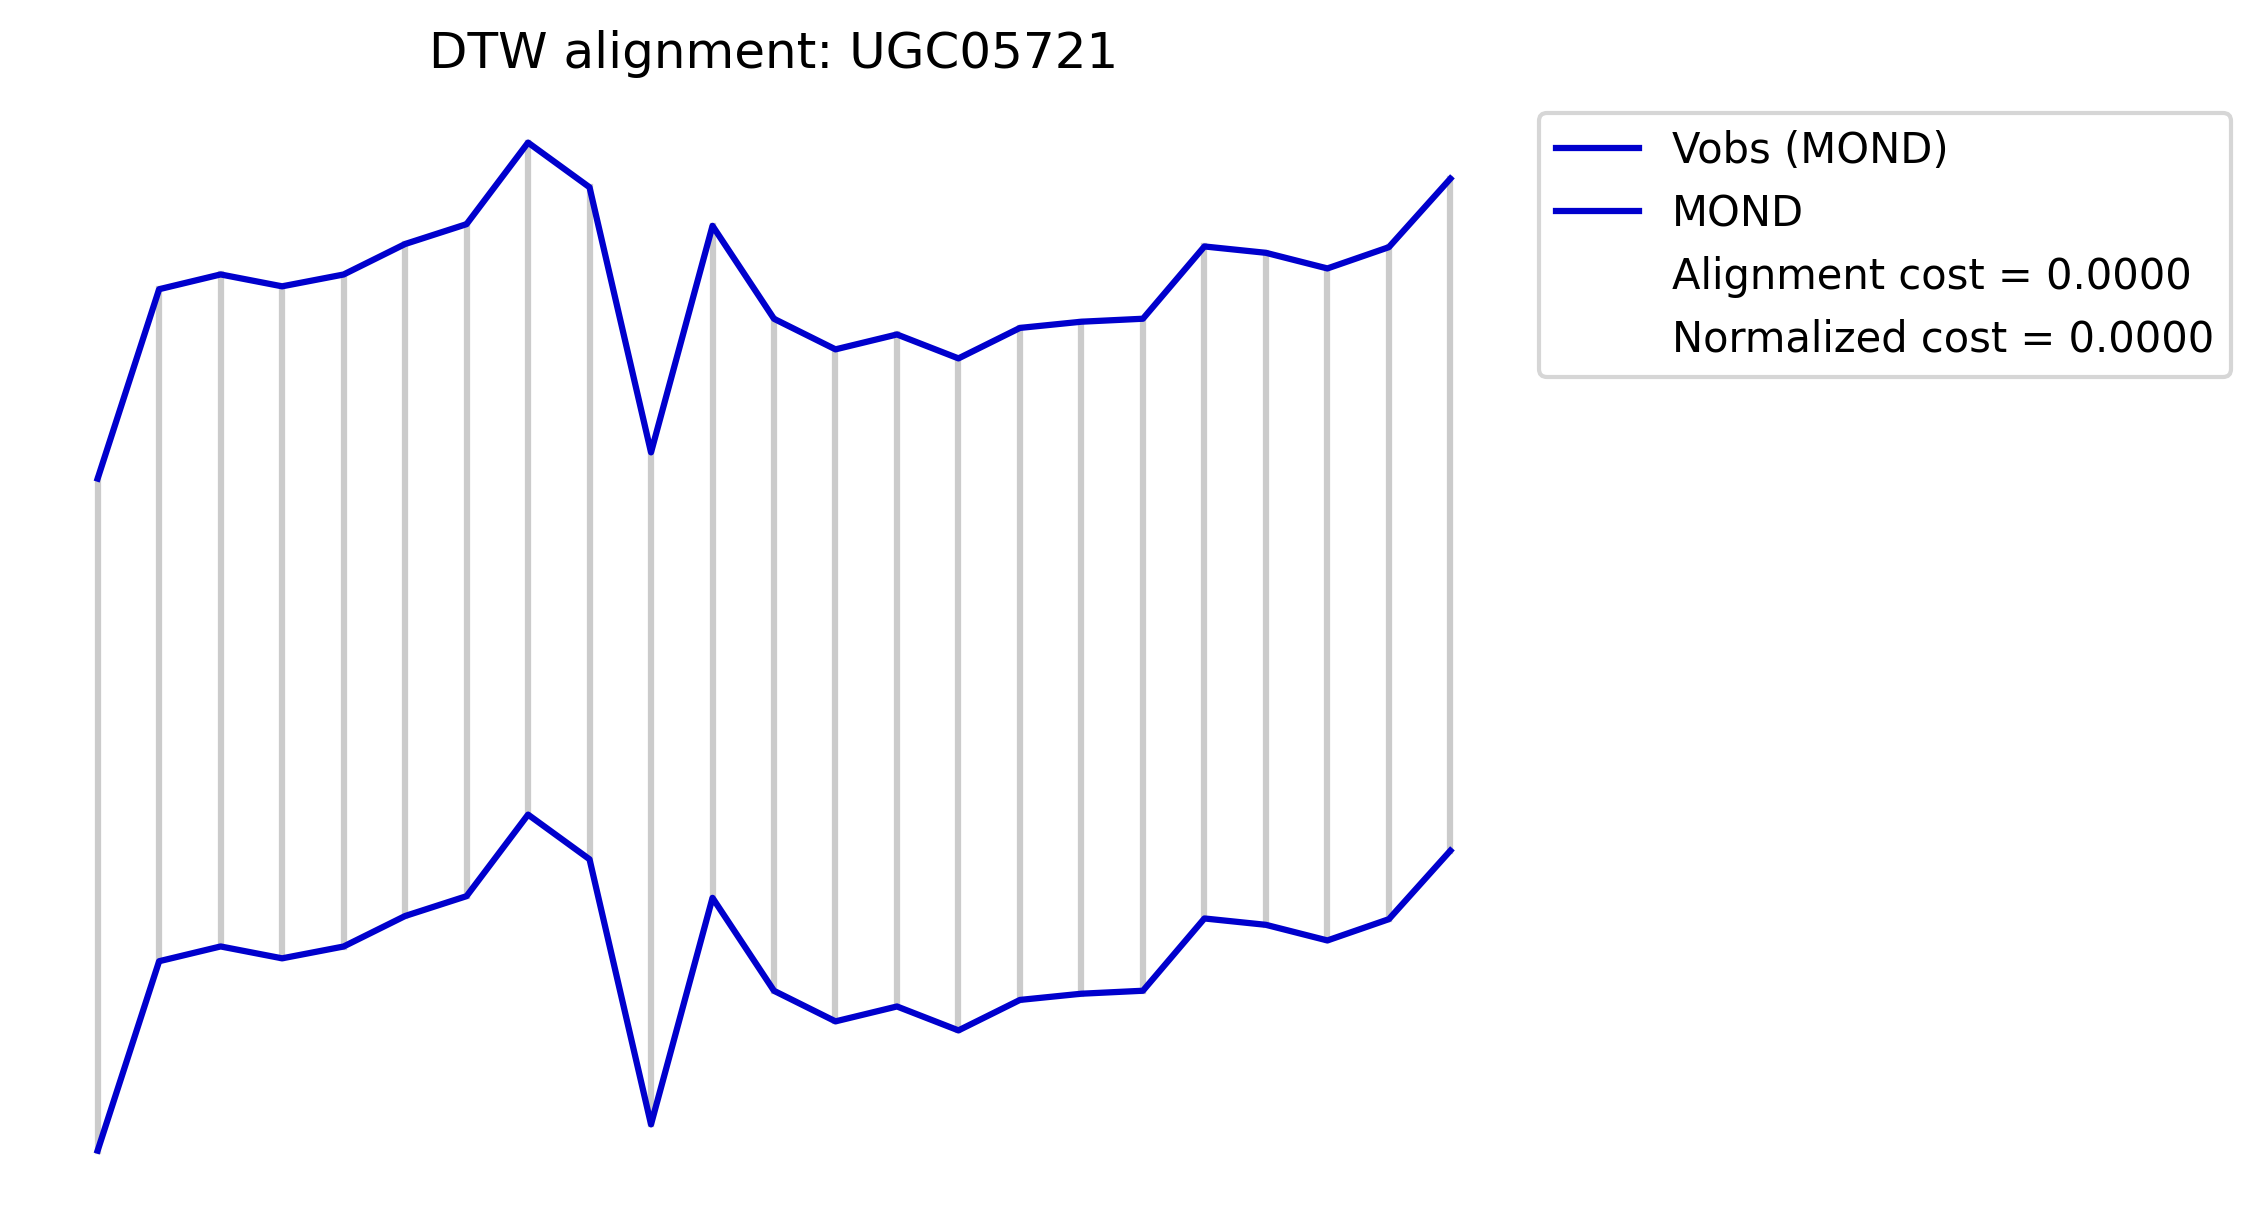 DTW alignment: UGC05721
Vobs (MOND)
MOND
Alignment cost = 0.0000
Normalized cost = 0.0000